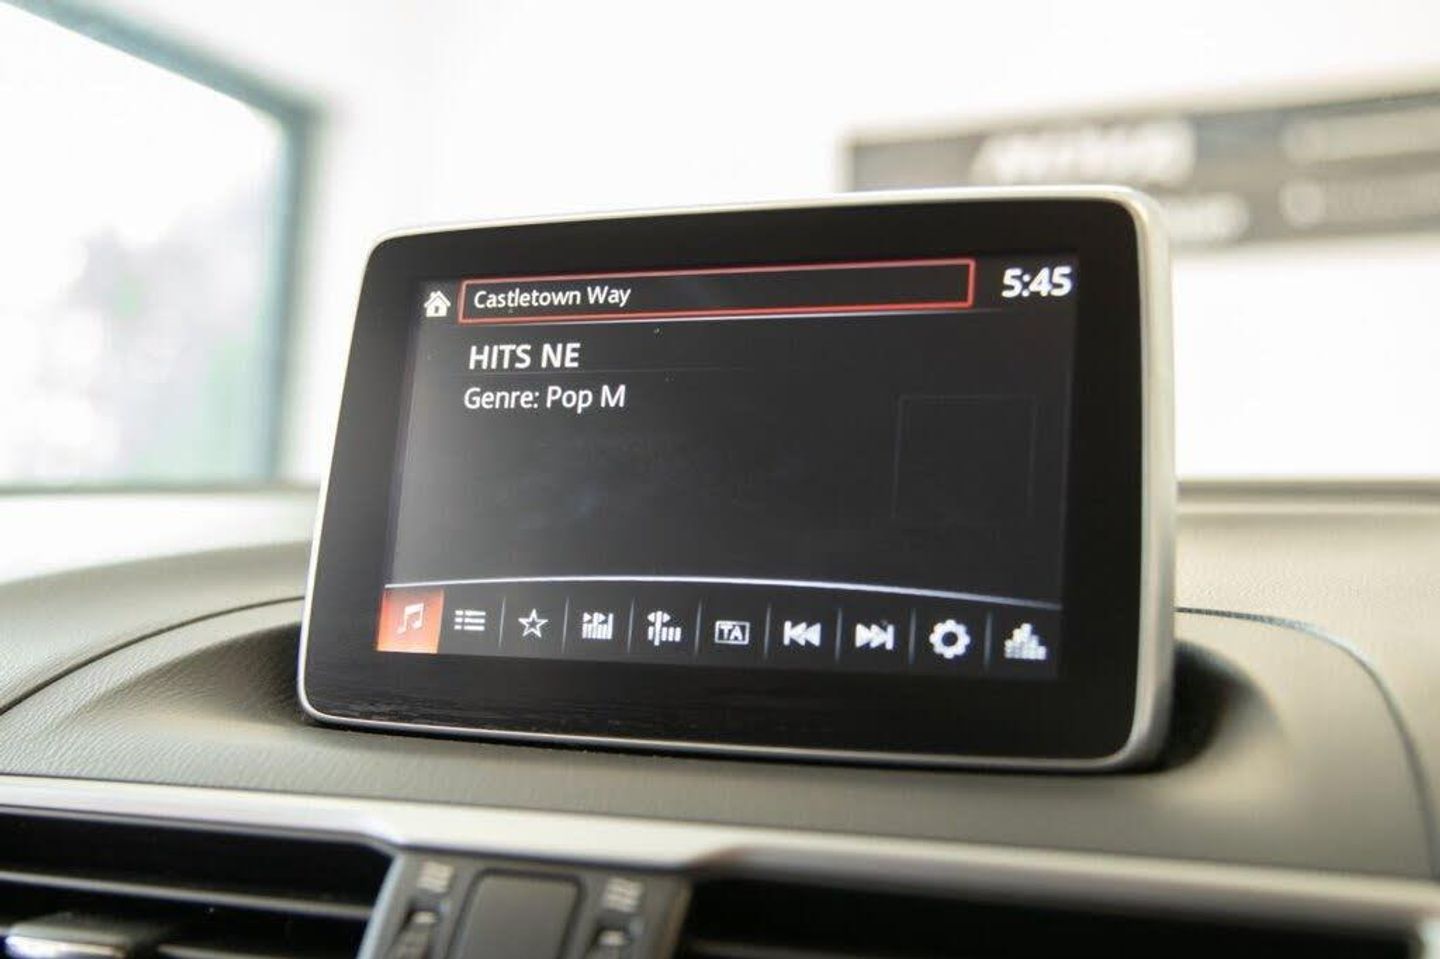 Castletown Way
5:45
HITS NE
Genre: Pop M
TA